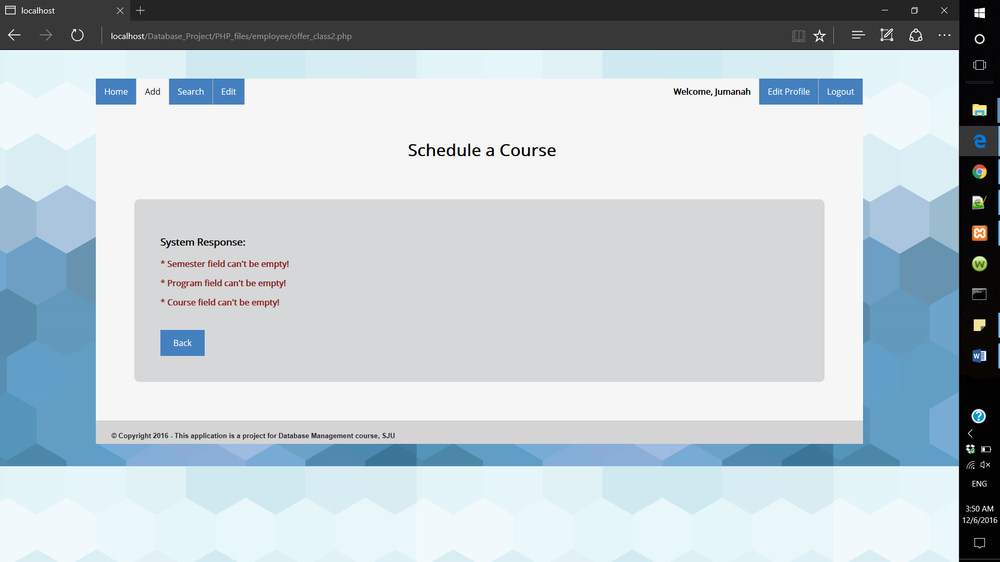 localhost
localhost/Database_Project/PHP_files/employee/offer_class2.php
Home
Add
Search
Edit
Welcome, Jumanah
Edit Profile
Logout
Schedule a Course
System Response:
* Semester field can't be empty!
* Program field can't be empty!
* Course field can't be empty!
Back
© Copyright 2016 - This application is a project for Database Management course, SJU
ENG
3:50 AM
12/6/2016